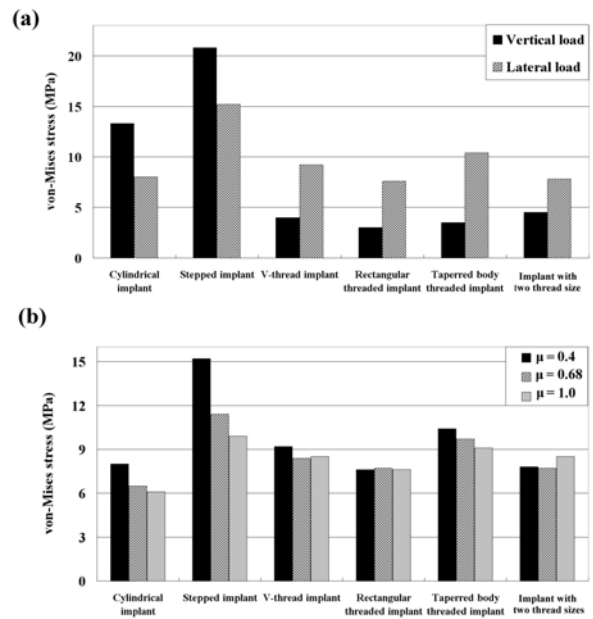 (a)
von-Mises stress (MPa)
20
15
10
5
0
Vertical load
Lateral load
Cylindrical
implant
Stepped implant
V-thread implant
Rectangular
threaded implant
Taperred body
threaded implant
Implant with
two thread size
(b)
von-Mises stress (MPa)
15
12
9
6
3
0
μ = 0.4
μ = 0.68
μ = 1.0
Cylindrical
implant
Stepped implant
V-thread implant
Rectangular
threaded implant
Taperred body
threaded implant
Implant with
two thread sizes